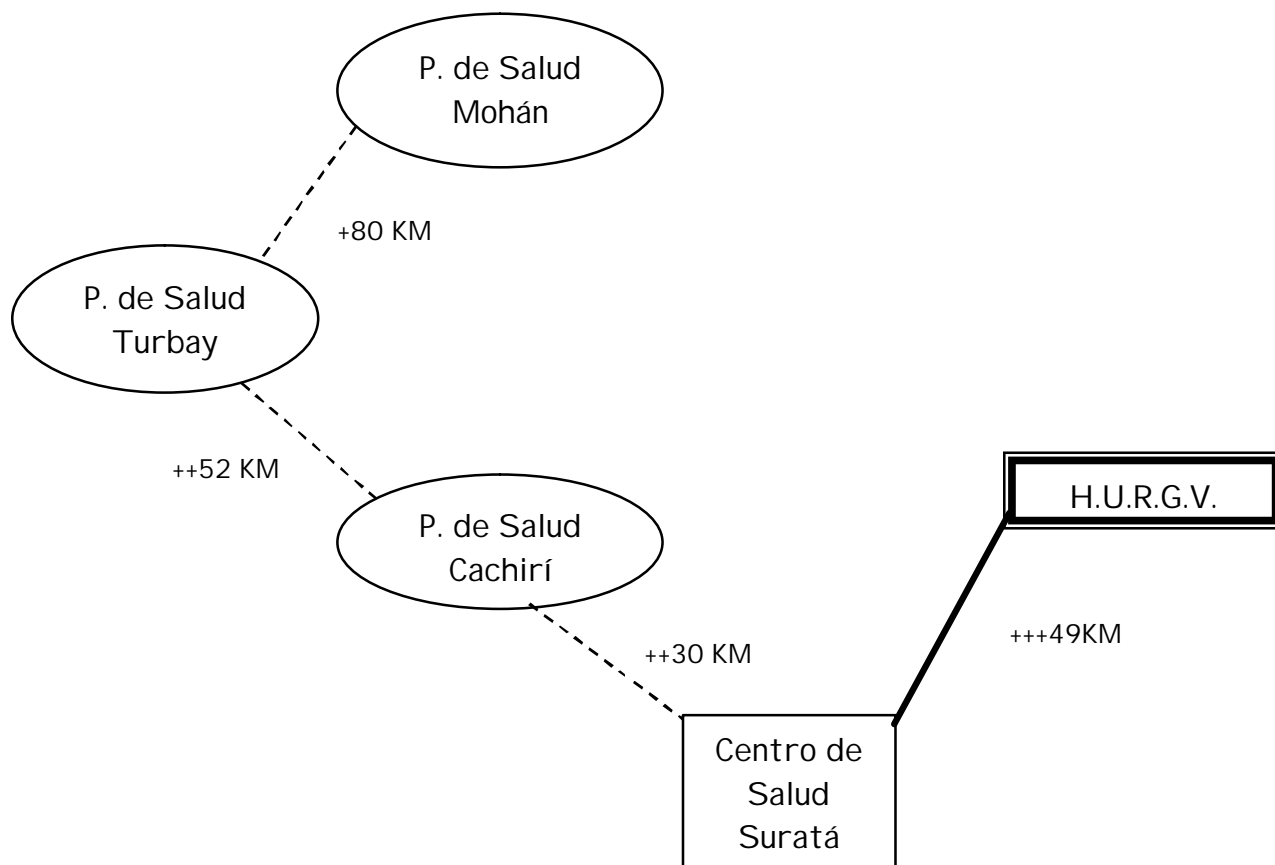 P. de Salud
Mohán
+80 KM
P. de Salud
Turbay
++52 KM
P. de Salud
Cachirí
H.U.R.G.V.
++30 KM
+++49KM
Centro de
Salud
Suratá